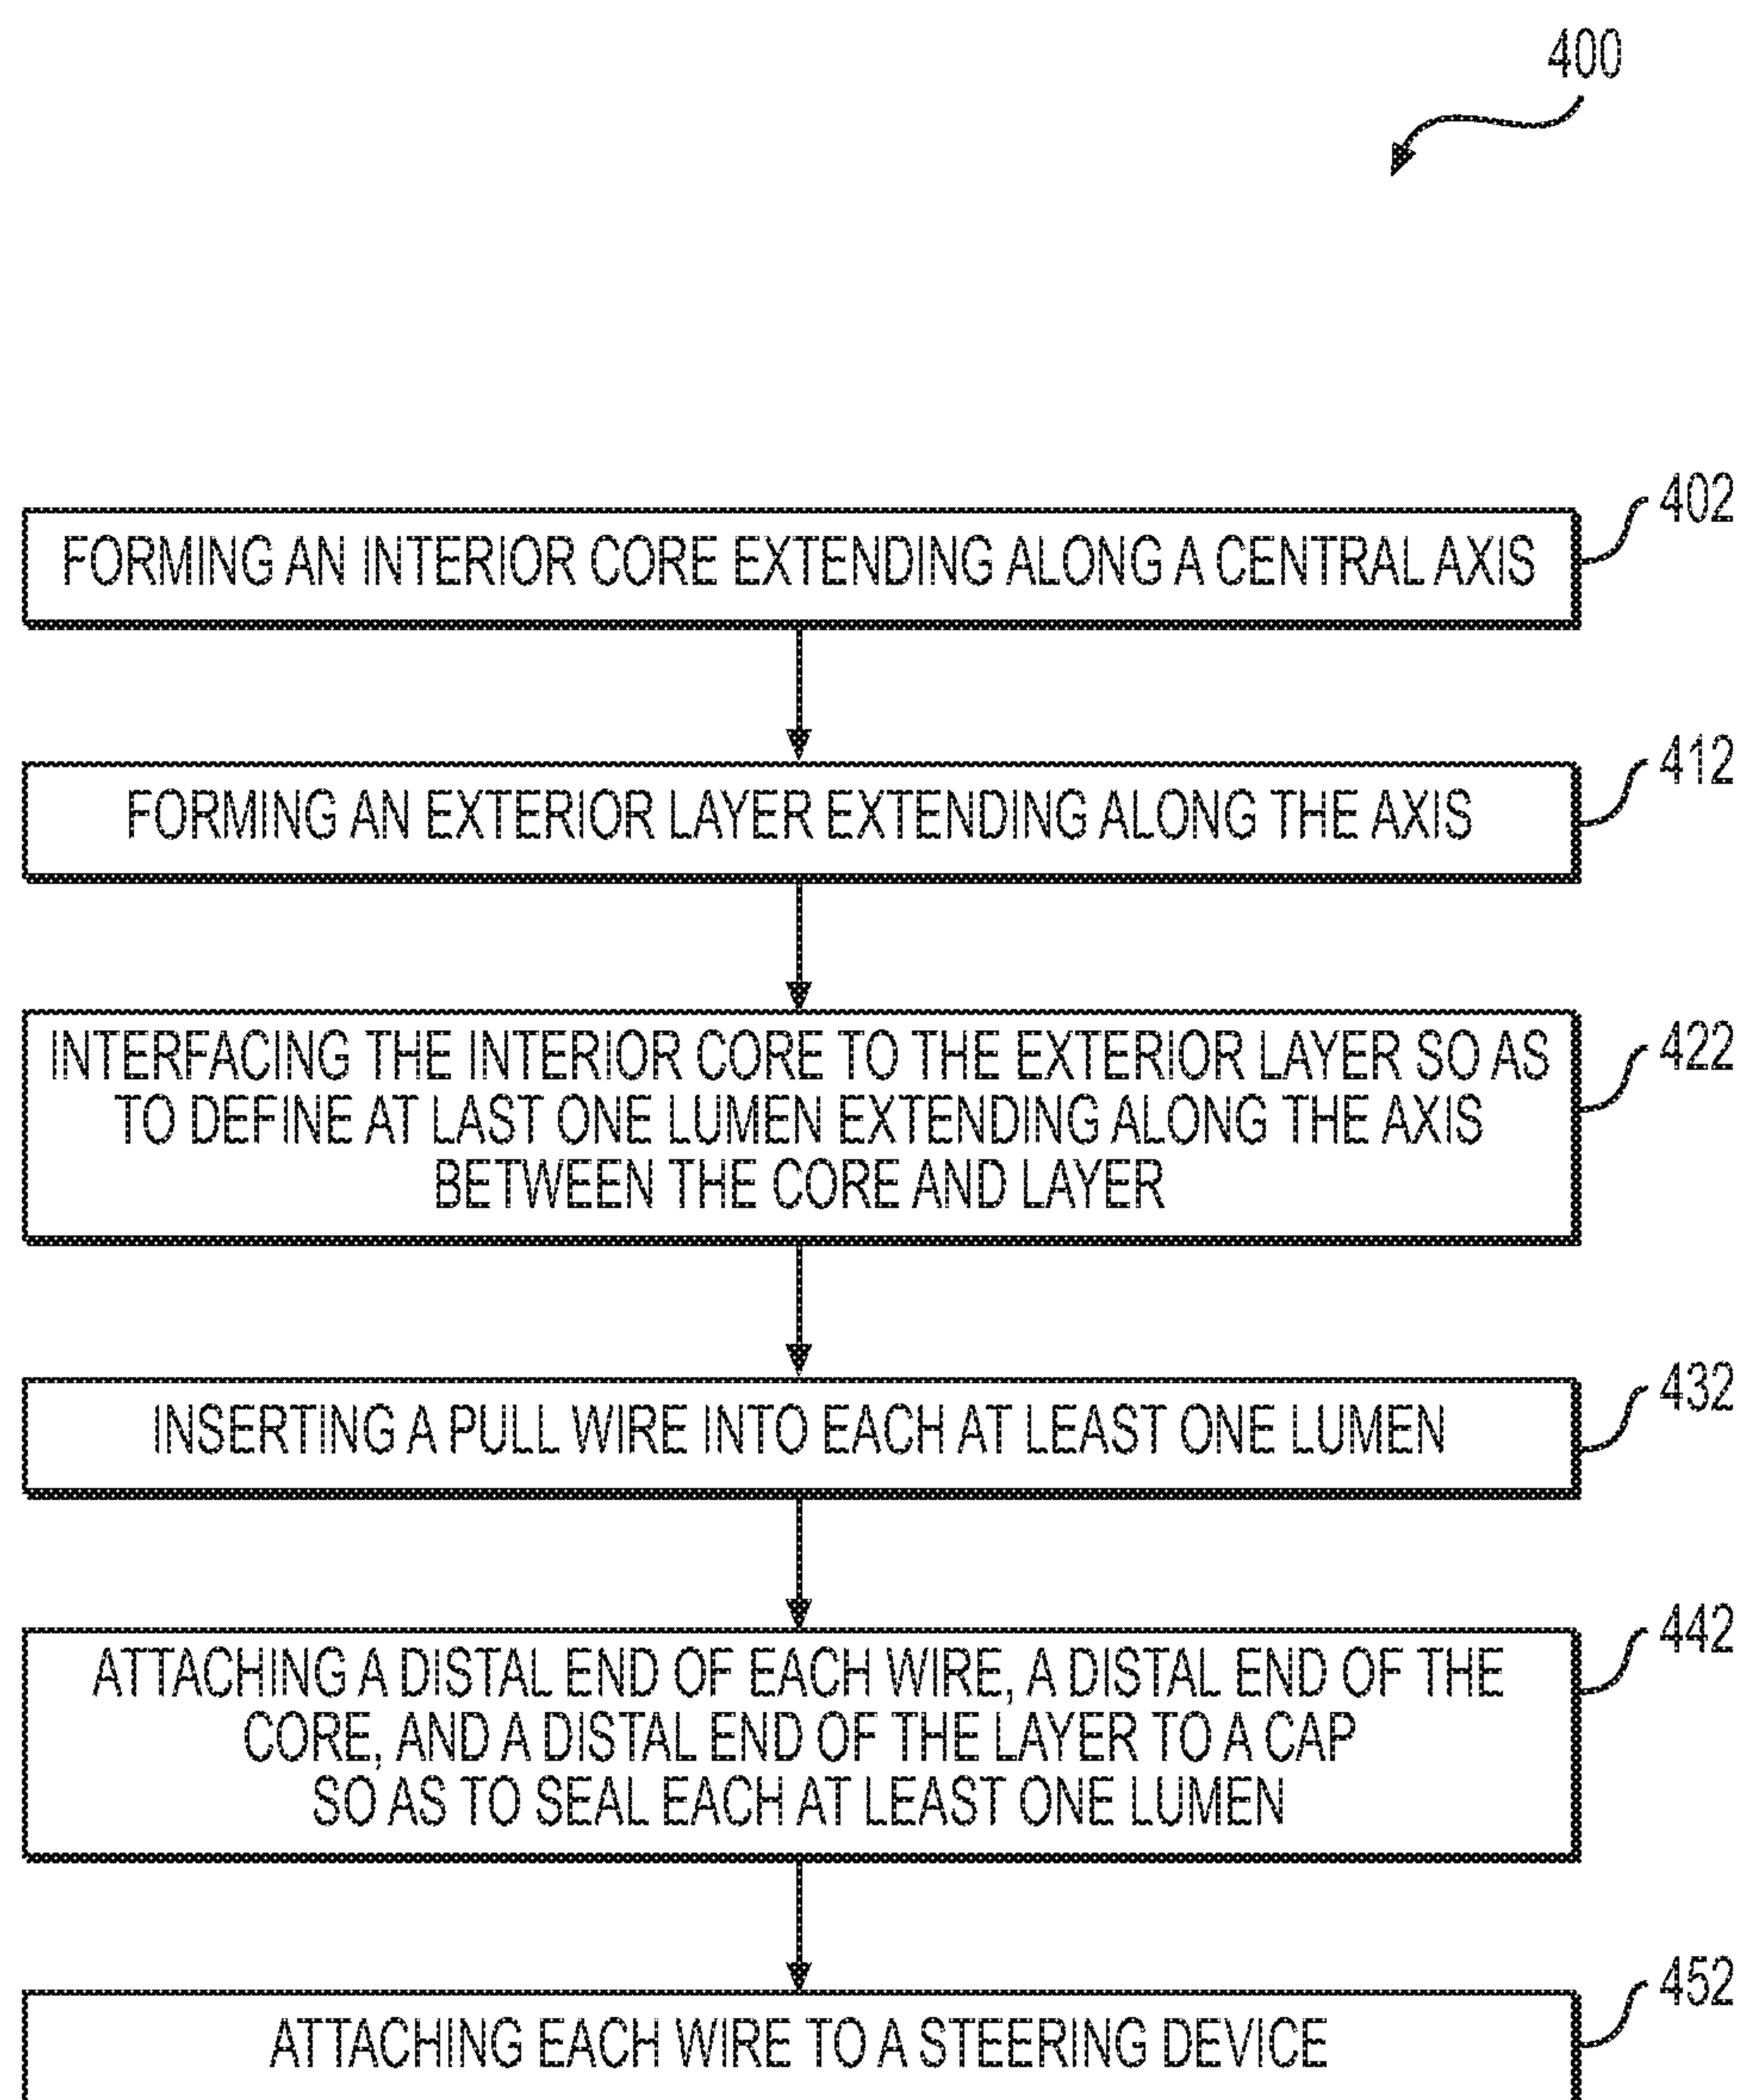 400
402
FORMING AN INTERIOR CORE EXTENDING ALONG A CENTRAL AXIS
412
FORMING AN EXTERIOR LAYER EXTENDING ALONG THE AXIS
422
INTERFACING THE INTERIOR CORE TO THE EXTERIOR LAYER SO AS
TO DEFINE AT LAST ONE LUMEN EXTENDING ALONG THE AXIS
BETWEEN THE CORE AND LAYER
432
INSERTING A PULL WIRE INTO EACH AT LEAST ONE LUMEN
442
ATTACHING A DISTAL END OF EACH WIRE, A DISTAL END OF THE
CORE, AND A DISTAL END OF THE LAYER TO A CAP
SO AS TO SEAL EACH AT LEAST ONE LUMEN
452
ATTACHING EACH WIRE TO A STEERING DEVICE